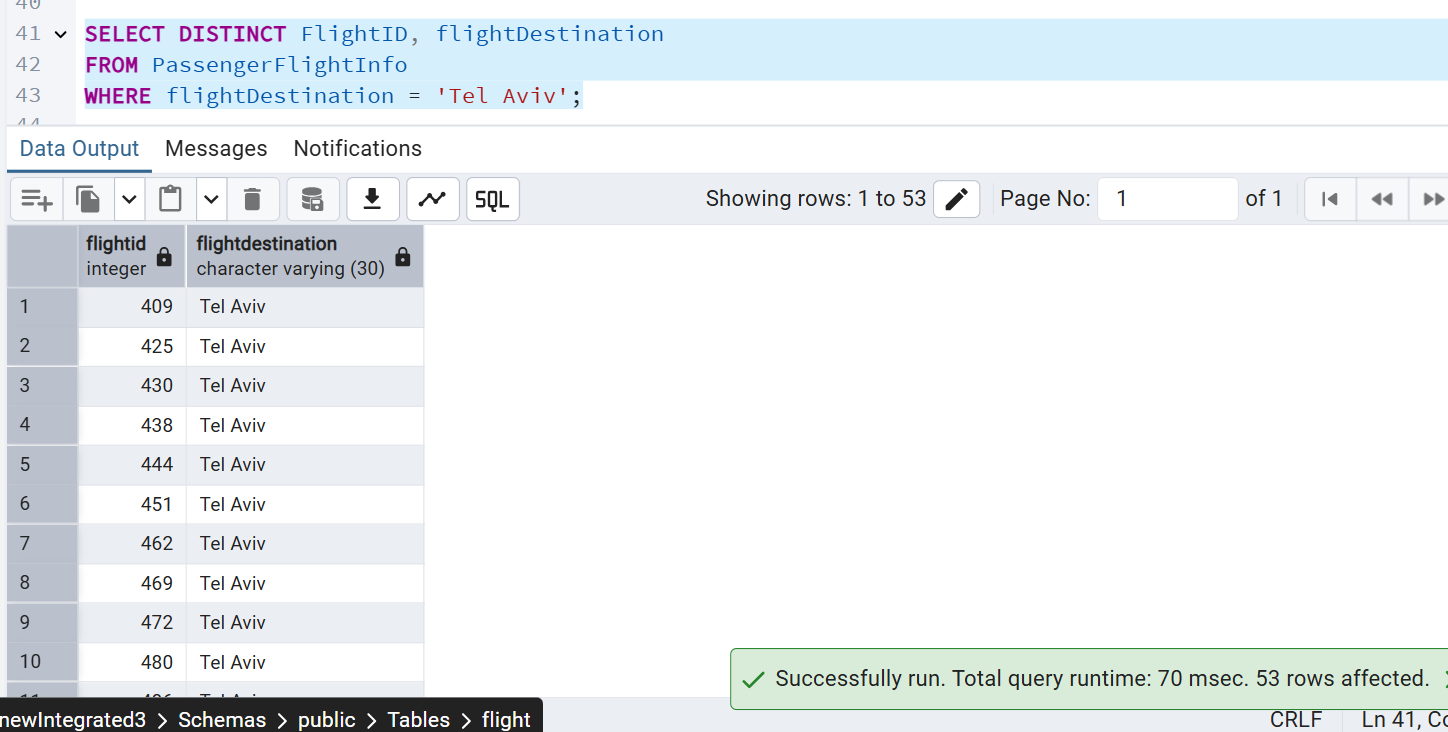 40
41 SELECT DISTINCT FlightID, flightDestination
42 FROM PassengerFlightInfo
43 WHERE flightDestination = 'Tel Aviv';
44
Data Output Messages Notifications
SQL Showing rows: 1 to 53 Page No: 1 of 1
flightid flightdestination
integer character varying (30)
1 409 Tel Aviv
2 425 Tel Aviv
3 430 Tel Aviv
4 438 Tel Aviv
5 444 Tel Aviv
6 451 Tel Aviv
7 462 Tel Aviv
8 469 Tel Aviv
9 472 Tel Aviv
10 480 Tel Aviv
11 Tel Aviv
Successfully run. Total query runtime: 70 msec. 53 rows affected.
newIntegrated3 > Schemas > public > Tables > flight
CRLF Ln 41,